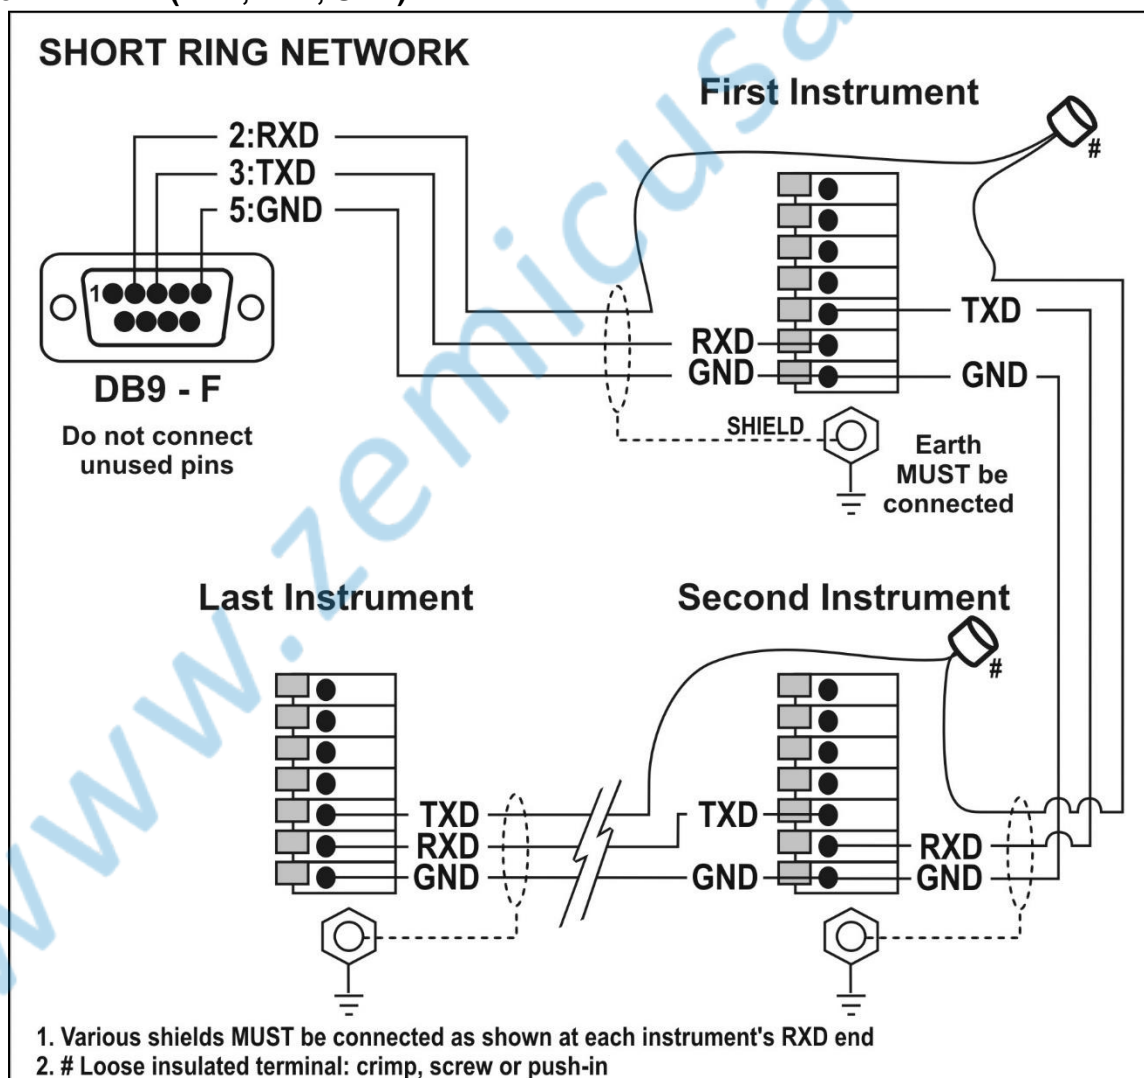 SHORT RING NETWORK
First Instrument
#
2:RXD
3:TXD
5:GND
1
DB9 - F
Do not connect
unused pins
TXD
RXD
GND
GND
SHIELD
Earth
MUST be
connected
Last Instrument
Second Instrument
#
TXD
RXD
GND
TXD
GND
RXD
GND
1. Various shields MUST be connected as shown at each instrument's RXD end
2. # Loose insulated terminal: crimp, screw or push-in
www.zemicusa